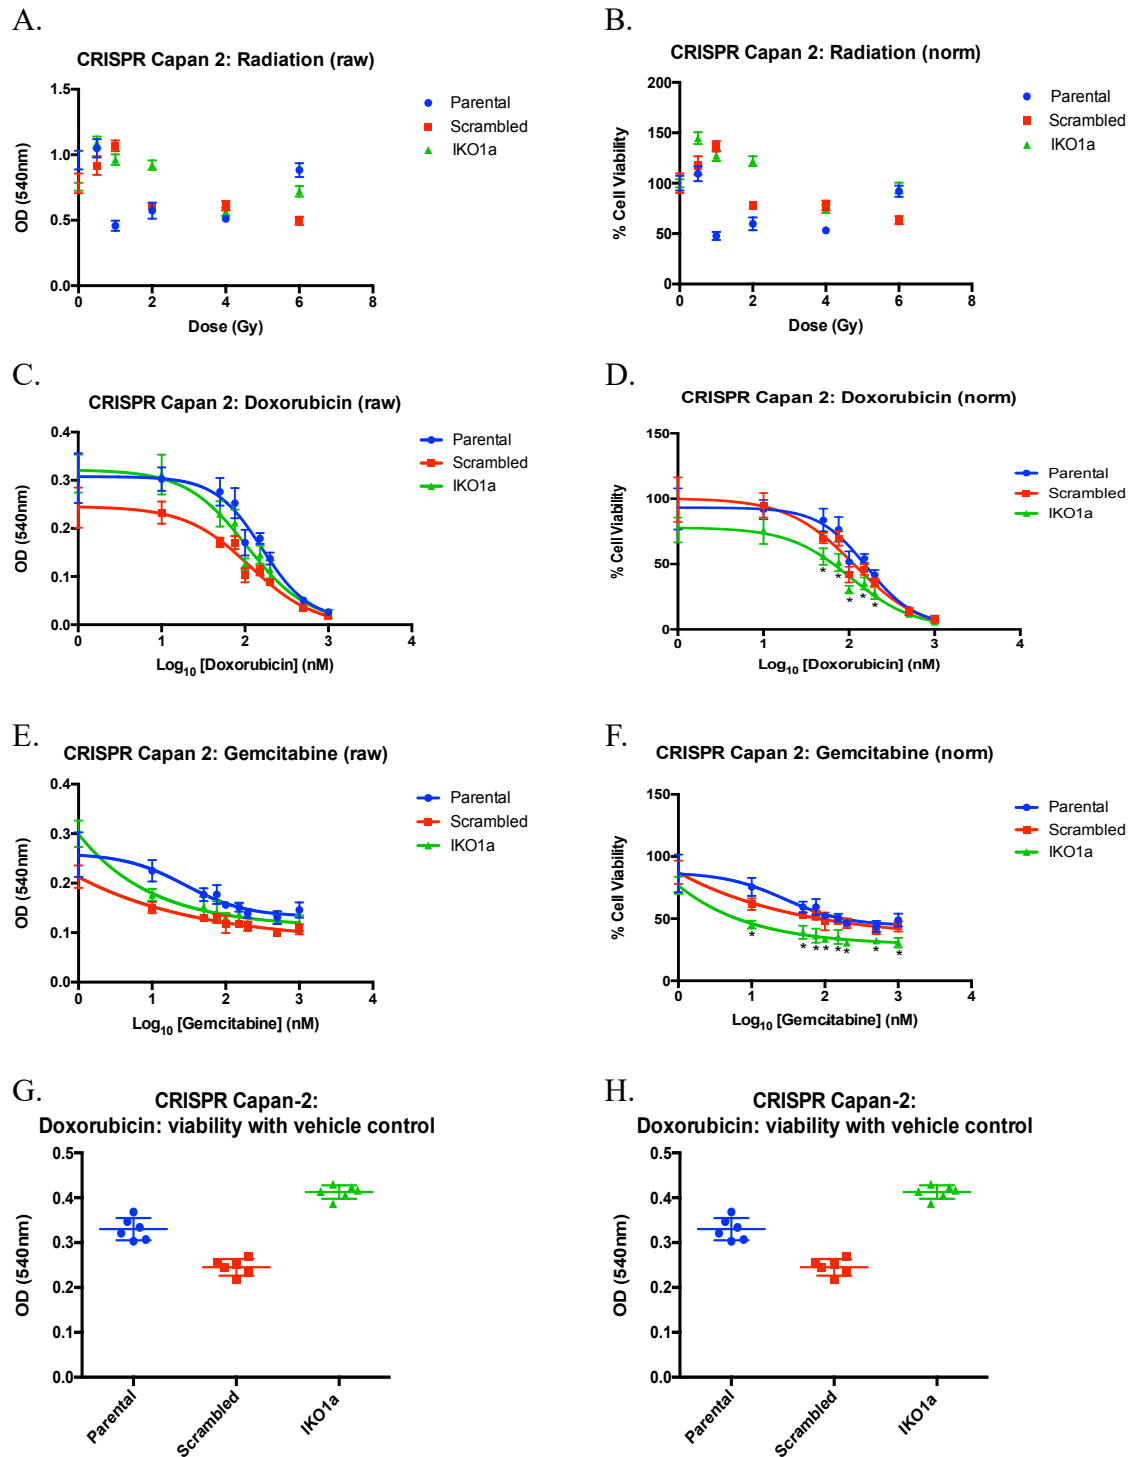 A.
CRISPR Capan 2: Radiation (raw)
OD (540nm)
1.5
1.0
0.5
0.0
0 2 4 6 8
Dose (Gy)
Parental
Scrambled
IKO1a
B.
CRISPR Capan 2: Radiation (norm)
% Cell Viability
200
150
100
50
0
0 2 4 6 8
Dose (Gy)
Parental
Scrambled
IKO1a
C.
CRISPR Capan 2: Doxorubicin (raw)
OD (540nm)
0.4
0.3
0.2
0.1
0.0
0 1 2 3 4
Log10 [Doxorubicin] (nM)
Parental
Scrambled
IKO1a
D.
CRISPR Capan 2: Doxorubicin (norm)
% Cell Viability
150
100
50
0
* * * * *
0 1 2 3 4
Log10 [Doxorubicin] (nM)
Parental
Scrambled
IKO1a
E.
CRISPR Capan 2: Gemcitabine (raw)
OD (540nm)
0.4
0.3
0.2
0.1
0.0
0 1 2 3 4
Log10 [Gemcitabine] (nM)
Parental
Scrambled
IKO1a
F.
CRISPR Capan 2: Gemcitabine (norm)
% Cell Viability
150
100
50
0
* * * * * * * *
0 1 2 3 4
Log10 [Gemcitabine] (nM)
Parental
Scrambled
IKO1a
G.
CRISPR Capan-2:
Doxorubicin: viability with vehicle control
OD (540nm)
0.5
0.4
0.3
0.2
0.1
0.0
Parental
Scrambled
IKO1a
H.
CRISPR Capan-2:
Doxorubicin: viability with vehicle control
OD (540nm)
0.5
0.4
0.3
0.2
0.1
0.0
Parental
Scrambled
IKO1a